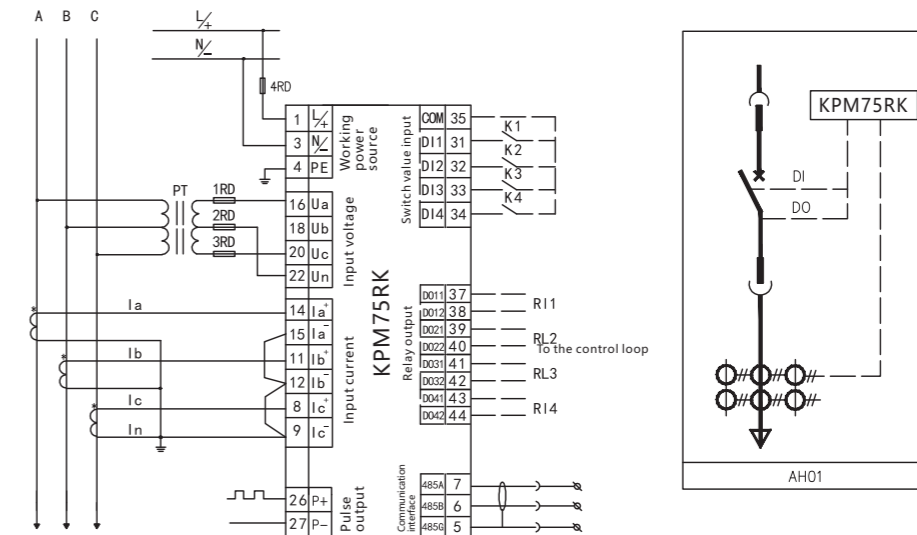 A B C
L/+
N/-
4RD
1 L/+
3 N/-
4 PE
Working power source
PT
1RD
2RD
3RD
16 Ua
18 Ub
20 Uc
22 Un
Input voltage
Ia
Ib
Ic
In
14 Ia+
15 Ia-
11 Ib+
12 Ib-
8 Ic+
9 Ic-
Input current
26 P+
27 P-
Pulse output
KPM75RK
Switch value input
COM 35
DI1 31
DI2 32
DI3 33
DI4 34
K1
K2
K3
K4
Relay output
DO11 37
DO12 38
DO21 39
DO22 40
DO31 41
DO32 42
DO41 43
DO42 44
RI1
RL2
To the control loop
RL3
RI4
Communication interface
485A 7
485B 6
485G 5
KPM75RK
DI
DO
AH01